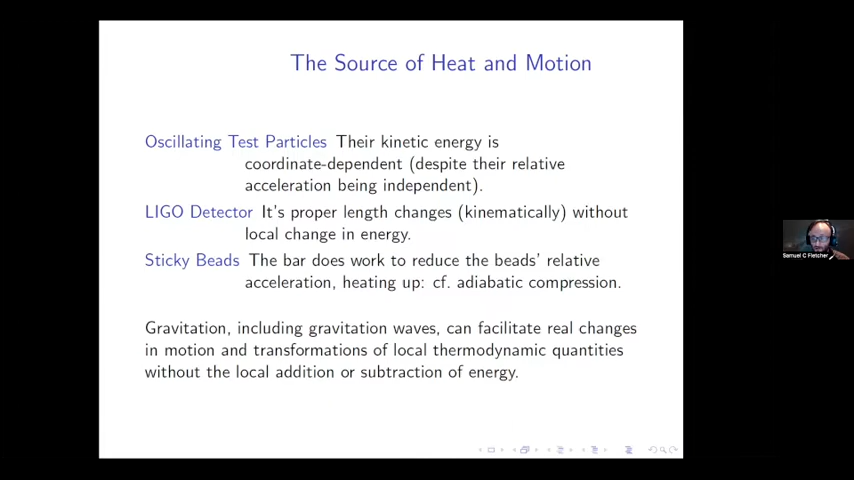 The Source of Heat and Motion
Oscillating Test Particles Their kinetic energy is
coordinate-dependent (despite their relative
acceleration being independent).
LIGO Detector It's proper length changes (kinematically) without
local change in energy.
Sticky Beads The bar does work to reduce the beads' relative
acceleration, heating up: cf. adiabatic compression.
Gravitation, including gravitation waves, can facilitate real changes
in motion and transformations of local thermodynamic quantities
without the local addition or subtraction of energy.
Samuel C Fletcher